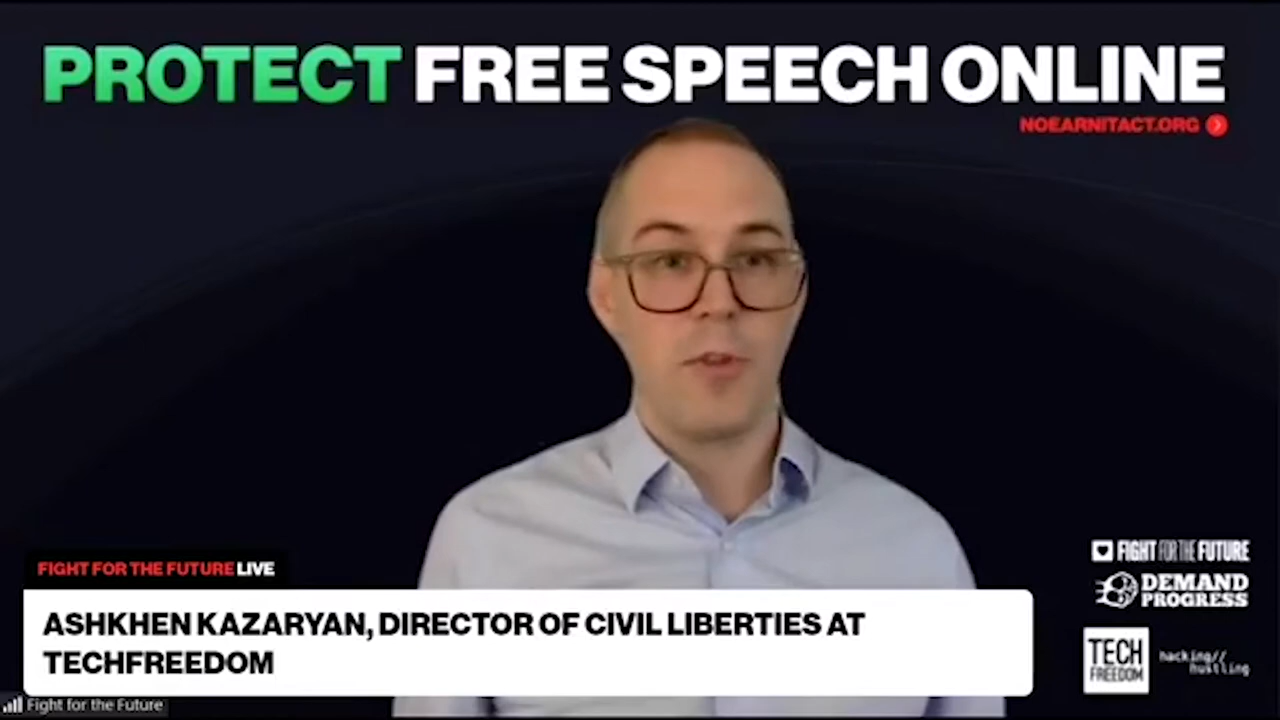 PROTECT FREE SPEECH ONLINE
NOEARNITACT.ORG
FIGHT FOR THE FUTURE LIVE
ASHKHEN KAZARYAN, DIRECTOR OF CIVIL LIBERTIES AT
TECHFREEDOM
Fight for the Future
FIGHT FOR THE FUTURE
DEMAND
PROGRESS
TECH
FREEDOM
hacking//
hustling